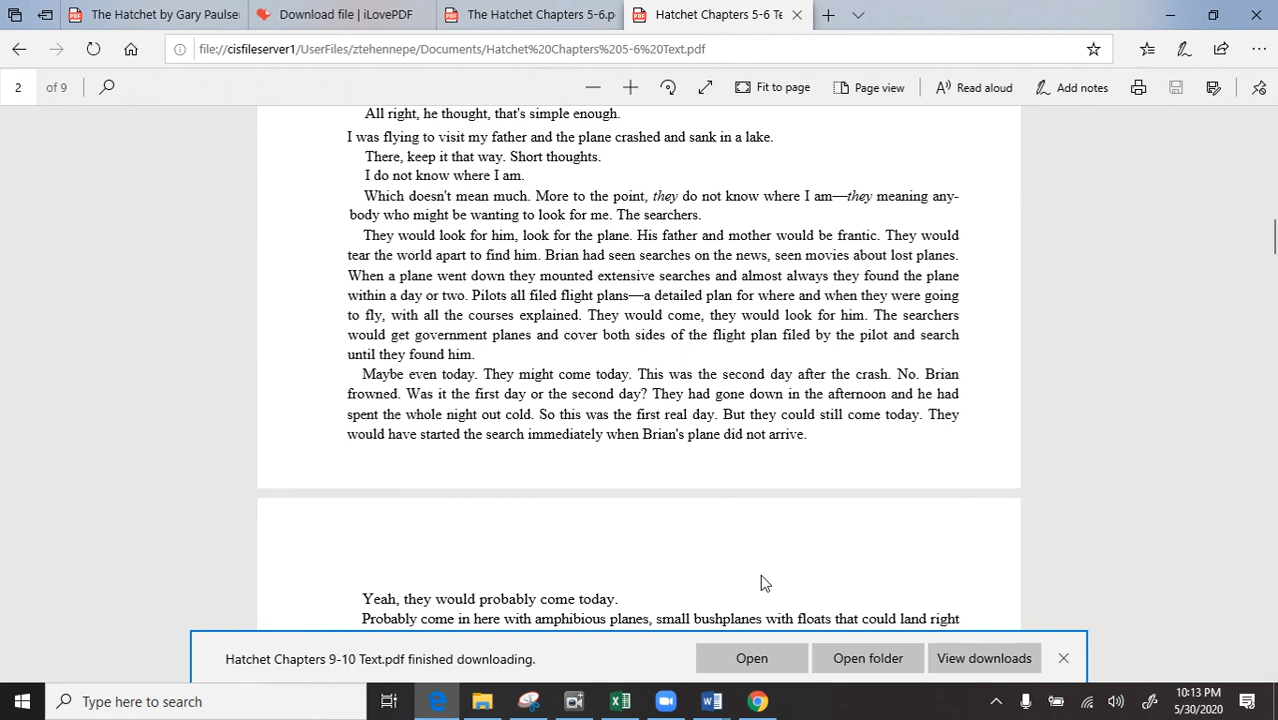 The Hatchet by Gary Paulse
Download file | iLovePDF
The Hatchet Chapters 5-6.p
Hatchet Chapters 5-6 Te
file://cisfileserver1/UserFiles/ztehennepe/Documents/Hatchet%20Chapters%205-6%20Text.pdf
2 of 9
Fit to page
Page view
Read aloud
Add notes
All right, he thought, that's simple enough.
I was flying to visit my father and the plane crashed and sank in a lake.
There, keep it that way. Short thoughts.
I do not know where I am.
Which doesn't mean much. More to the point, they do not know where I am—they meaning any-
body who might be wanting to look for me. The searchers.
They would look for him, look for the plane. His father and mother would be frantic. They would
tear the world apart to find him. Brian had seen searches on the news, seen movies about lost planes.
When a plane went down they mounted extensive searches and almost always they found the plane
within a day or two. Pilots all filed flight plans—a detailed plan for where and when they were going
to fly, with all the courses explained. They would come, they would look for him. The searchers
would get government planes and cover both sides of the flight plan filed by the pilot and search
until they found him.
Maybe even today. They might come today. This was the second day after the crash. No. Brian
frowned. Was it the first day or the second day? They had gone down in the afternoon and he had
spent the whole night out cold. So this was the first real day. But they could still come today. They
would have started the search immediately when Brian's plane did not arrive.
Yeah, they would probably come today.
Probably come in here with amphibious planes, small bushplanes with floats that could land right
Hatchet Chapters 9-10 Text.pdf finished downloading.
Open
Open folder
View downloads
Type here to search
10:13 PM
5/30/2020